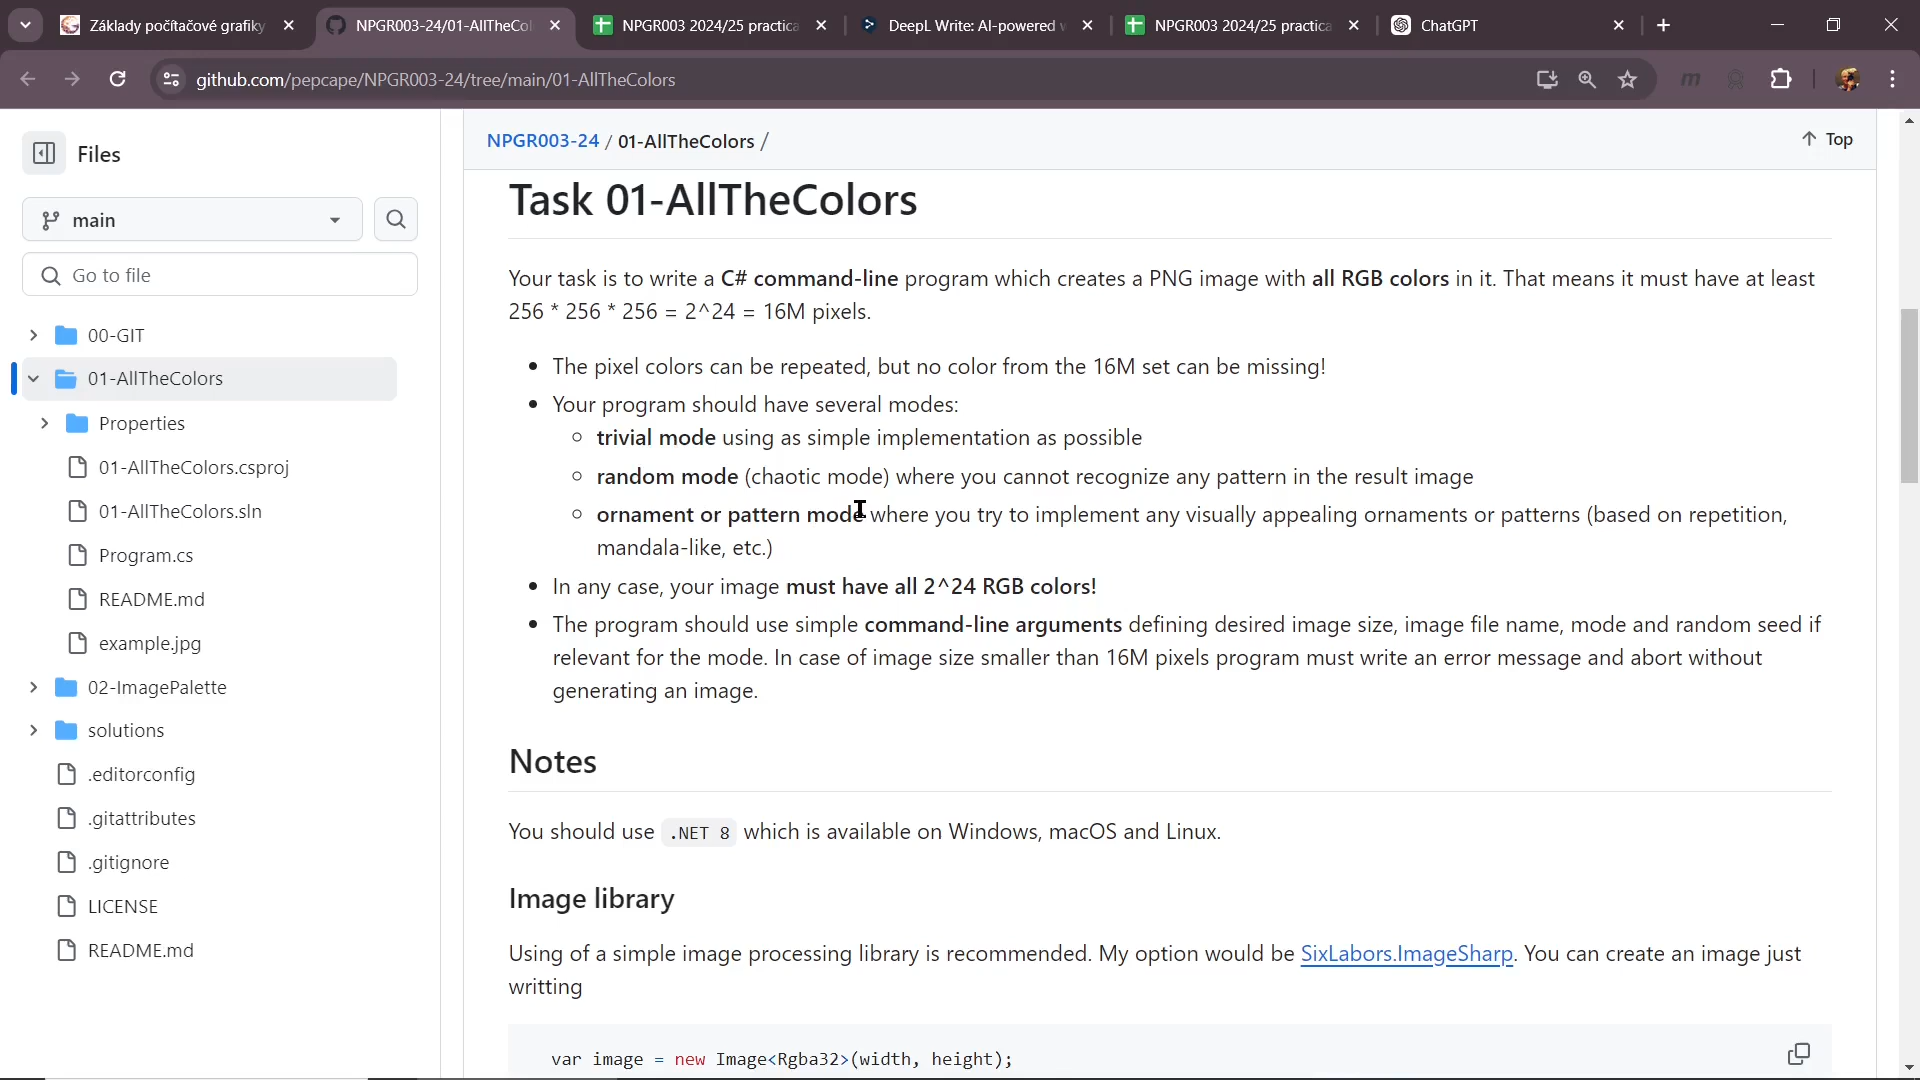 Základy počítačové grafiky
NPGR003-24/01-AllTheCol
NPGR003 2024/25 practica
DeepL Write: AI-powered w
NPGR003 2024/25 practica
ChatGPT
github.com/pepcape/NPGR003-24/tree/main/01-AllTheColors
Files
main
Go to file
00-GIT
01-AllTheColors
Properties
01-AllTheColors.csproj
01-AllTheColors.sln
Program.cs
README.md
example.jpg
02-ImagePalette
solutions
.editorconfig
.gitattributes
.gitignore
LICENSE
README.md
NPGR003-24 / 01-AllTheColors /
Top
Task 01-AllTheColors
Your task is to write a C# command-line program which creates a PNG image with all RGB colors in it. That means it must have at least
256 * 256 * 256 = 2^24 = 16M pixels.
• The pixel colors can be repeated, but no color from the 16M set can be missing!
• Your program should have several modes:
○ trivial mode using as simple implementation as possible
○ random mode (chaotic mode) where you cannot recognize any pattern in the result image
○ ornament or pattern mode where you try to implement any visually appealing ornaments or patterns (based on repetition,
mandala-like, etc.)
• In any case, your image must have all 2^24 RGB colors!
• The program should use simple command-line arguments defining desired image size, image file name, mode and random seed if
relevant for the mode. In case of image size smaller than 16M pixels program must write an error message and abort without
generating an image.
Notes
You should use .NET 8 which is available on Windows, macOS and Linux.
Image library
Using of a simple image processing library is recommended. My option would be SixLabors.ImageSharp. You can create an image just
writting
var image = new Image<Rgba32>(width, height);